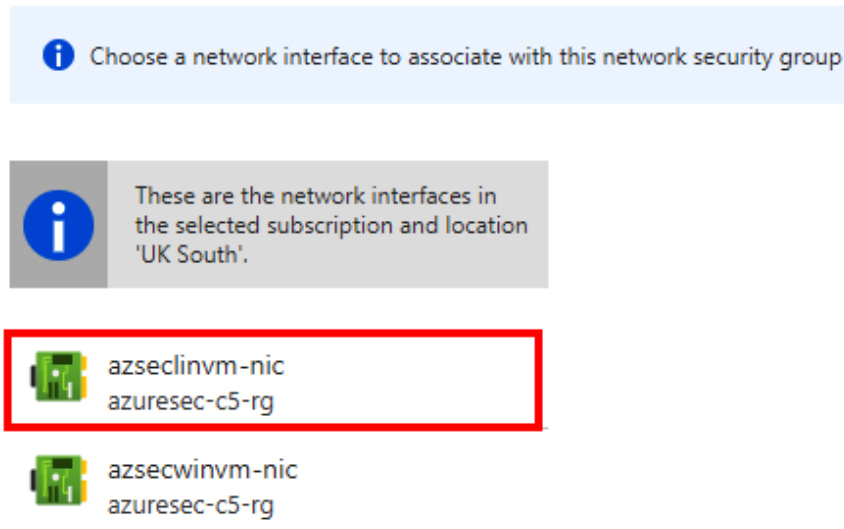 Choose a network interface to associate with this network security group
These are the network interfaces in
the selected subscription and location
'UK South'.
azseclinvm-nic
azuresec-c5-rg
azsecwinvm-nic
azuresec-c5-rg